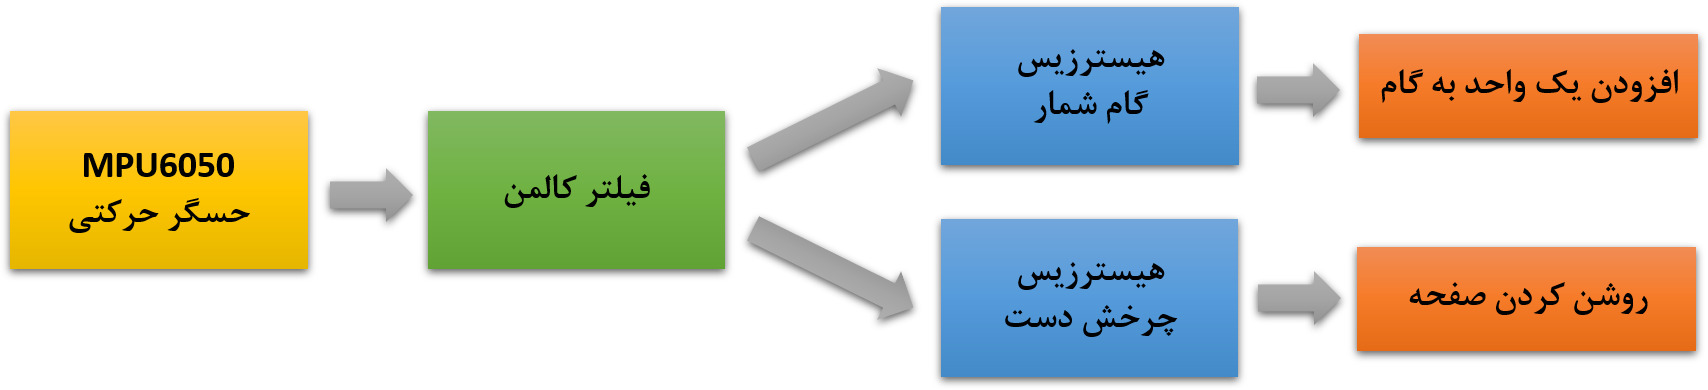 MPU6050
حسگر حرکتی
فیلتر کالمن
هیسترزیس
گام شمار
افزودن یک واحد به گام
هیسترزیس
چرخش دست
روشن کردن صفحه